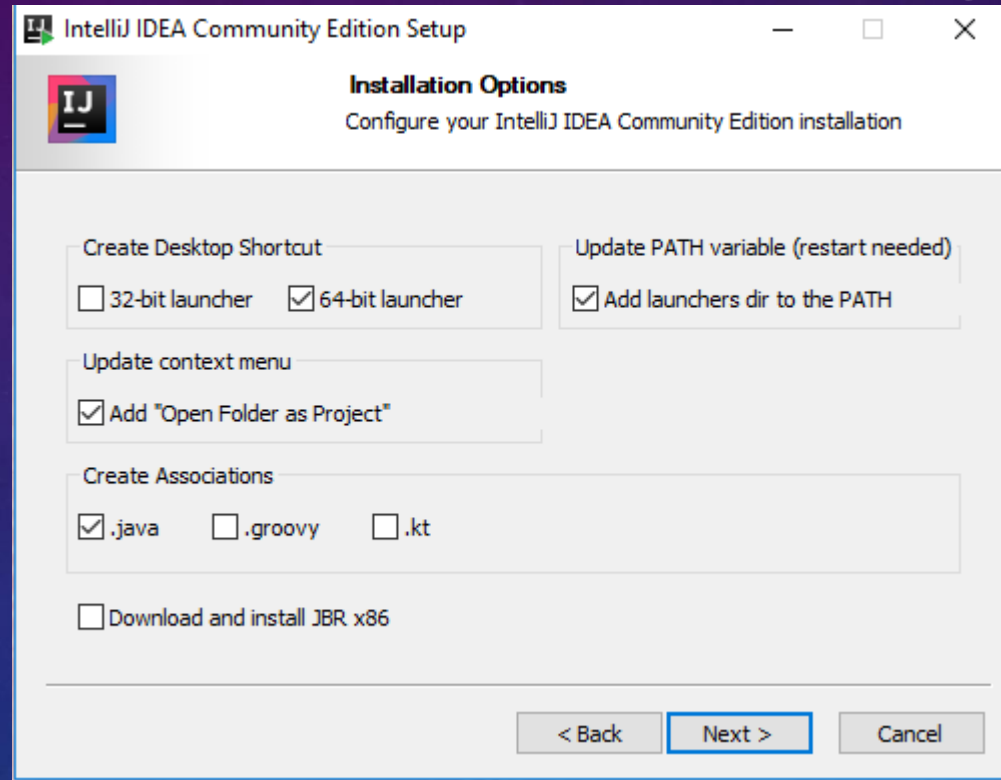 IntelliJ IDEA Community Edition Setup
IJ
Installation Options
Configure your IntelliJ IDEA Community Edition installation
Create Desktop Shortcut
32-bit launcher 64-bit launcher
Update PATH variable (restart needed)
Add launchers dir to the PATH
Update context menu
Add "Open Folder as Project"
Create Associations
.java .groovy .kt
Download and install JBR x86
< Back Next > Cancel